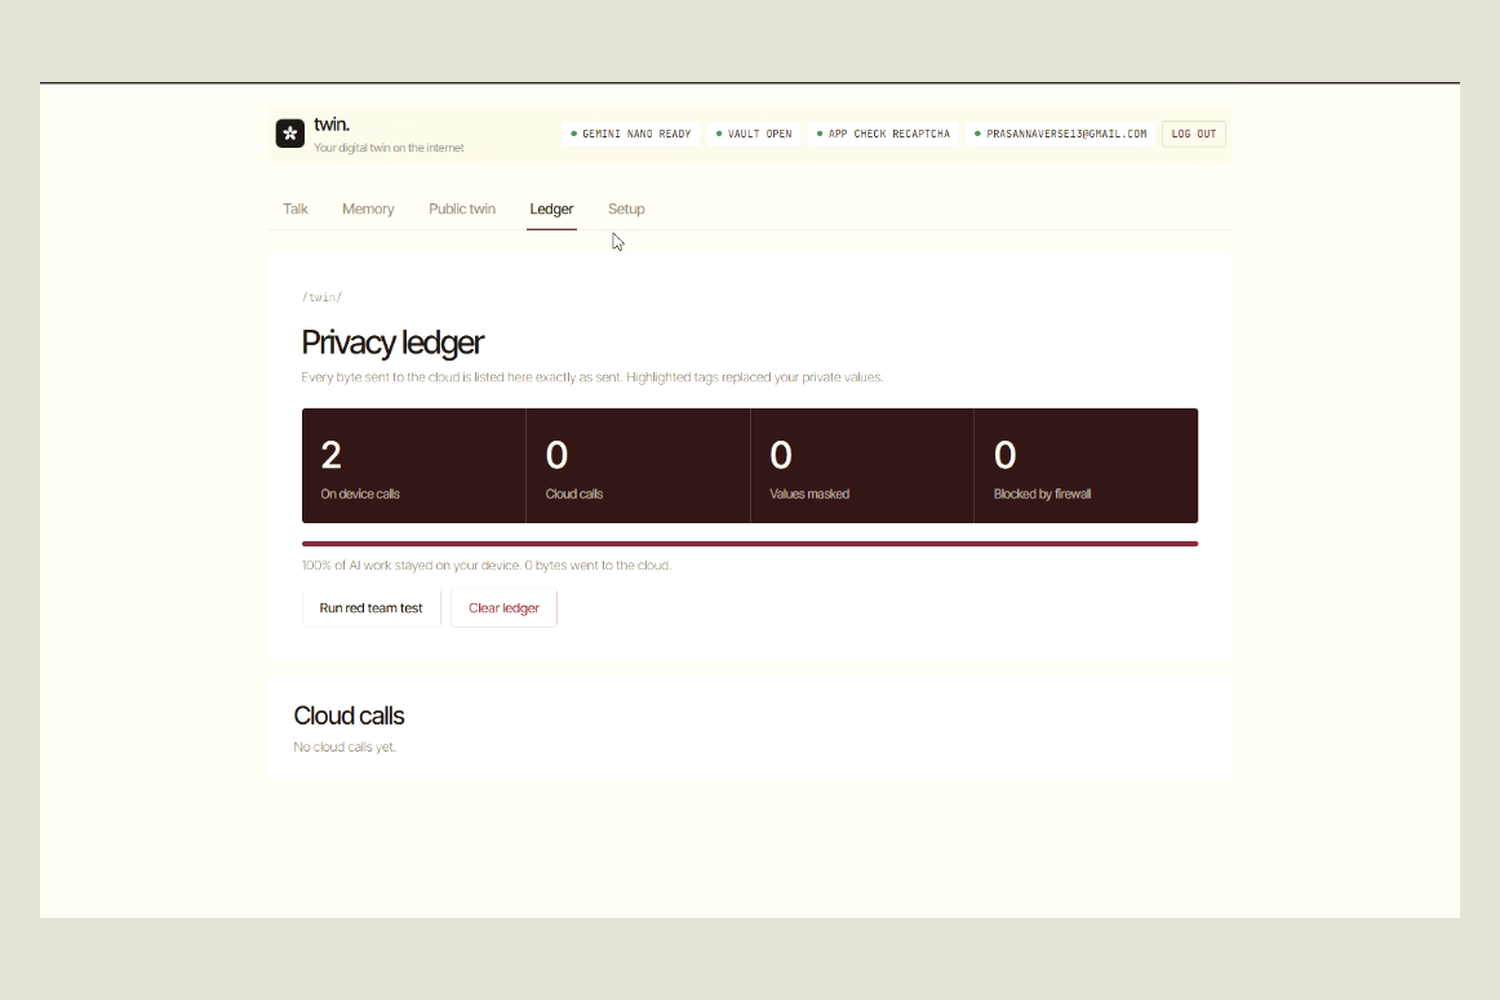 twin.
Your digital twin on the internet
GEMINI NANO READY
VAULT OPEN
APP CHECK RECAPTCHA
PRASANNAVERSE13@GMAIL.COM
LOG OUT
Talk
Memory
Public twin
Ledger
Setup
/twin/
Privacy ledger
Every byte sent to the cloud is listed here exactly as sent. Highlighted tags replaced your private values.
2
On device calls
0
Cloud calls
0
Values masked
0
Blocked by firewall
100% of AI work stayed on your device. 0 bytes went to the cloud.
Run red team test
Clear ledger
Cloud calls
No cloud calls yet.